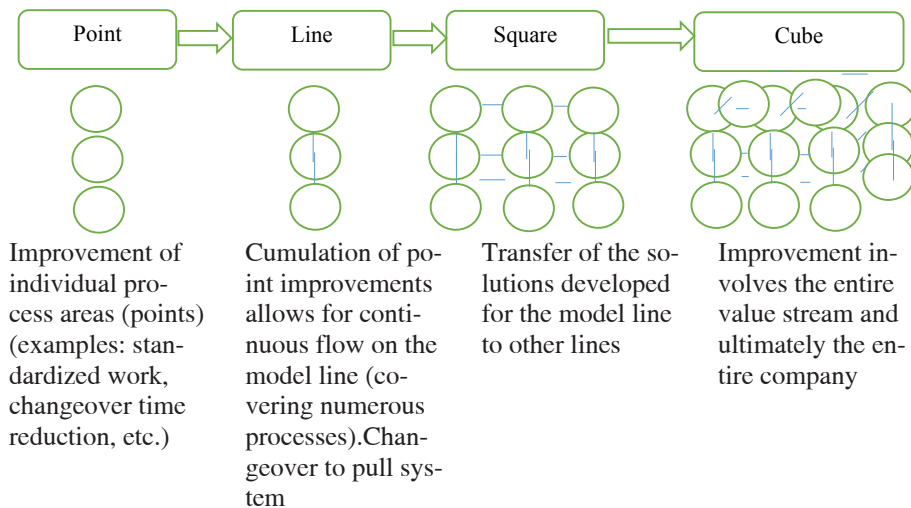 Point
Line
Square
Cube
Improvement of
individual pro-
cess areas (points)
(examples: stan-
dardized work,
changeover time
reduction, etc.)
Cumulation of po-
int improvements
allows for conti-
nuous flow on the
model line (co-
vering numerous
processes).Chan-
geover to pull sys-
tem
Transfer of the so-
lutions developed
for the model line
to other lines
Improvement in-
volves the entire
value stream and
ultimately the en-
tire company